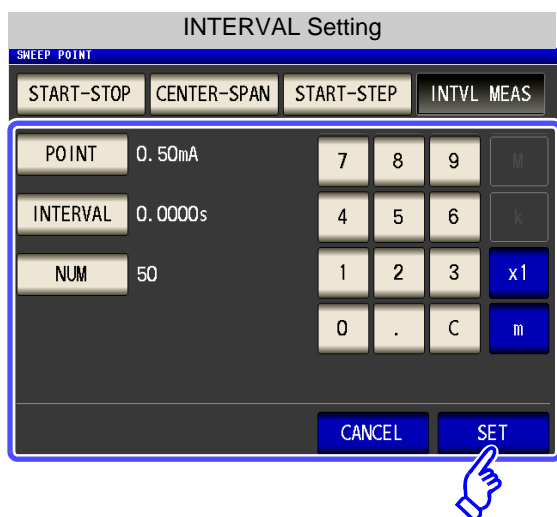 INTERVAL Setting
SWEEP POINT
START-STOP CENTER-SPAN START-STEP INTVL MEAS
POINT 0.50mA 7 8 9 M
INTERVAL 0.0000s 4 5 6 k
NUM 50 1 2 3 x1
0 . C m
CANCEL SET